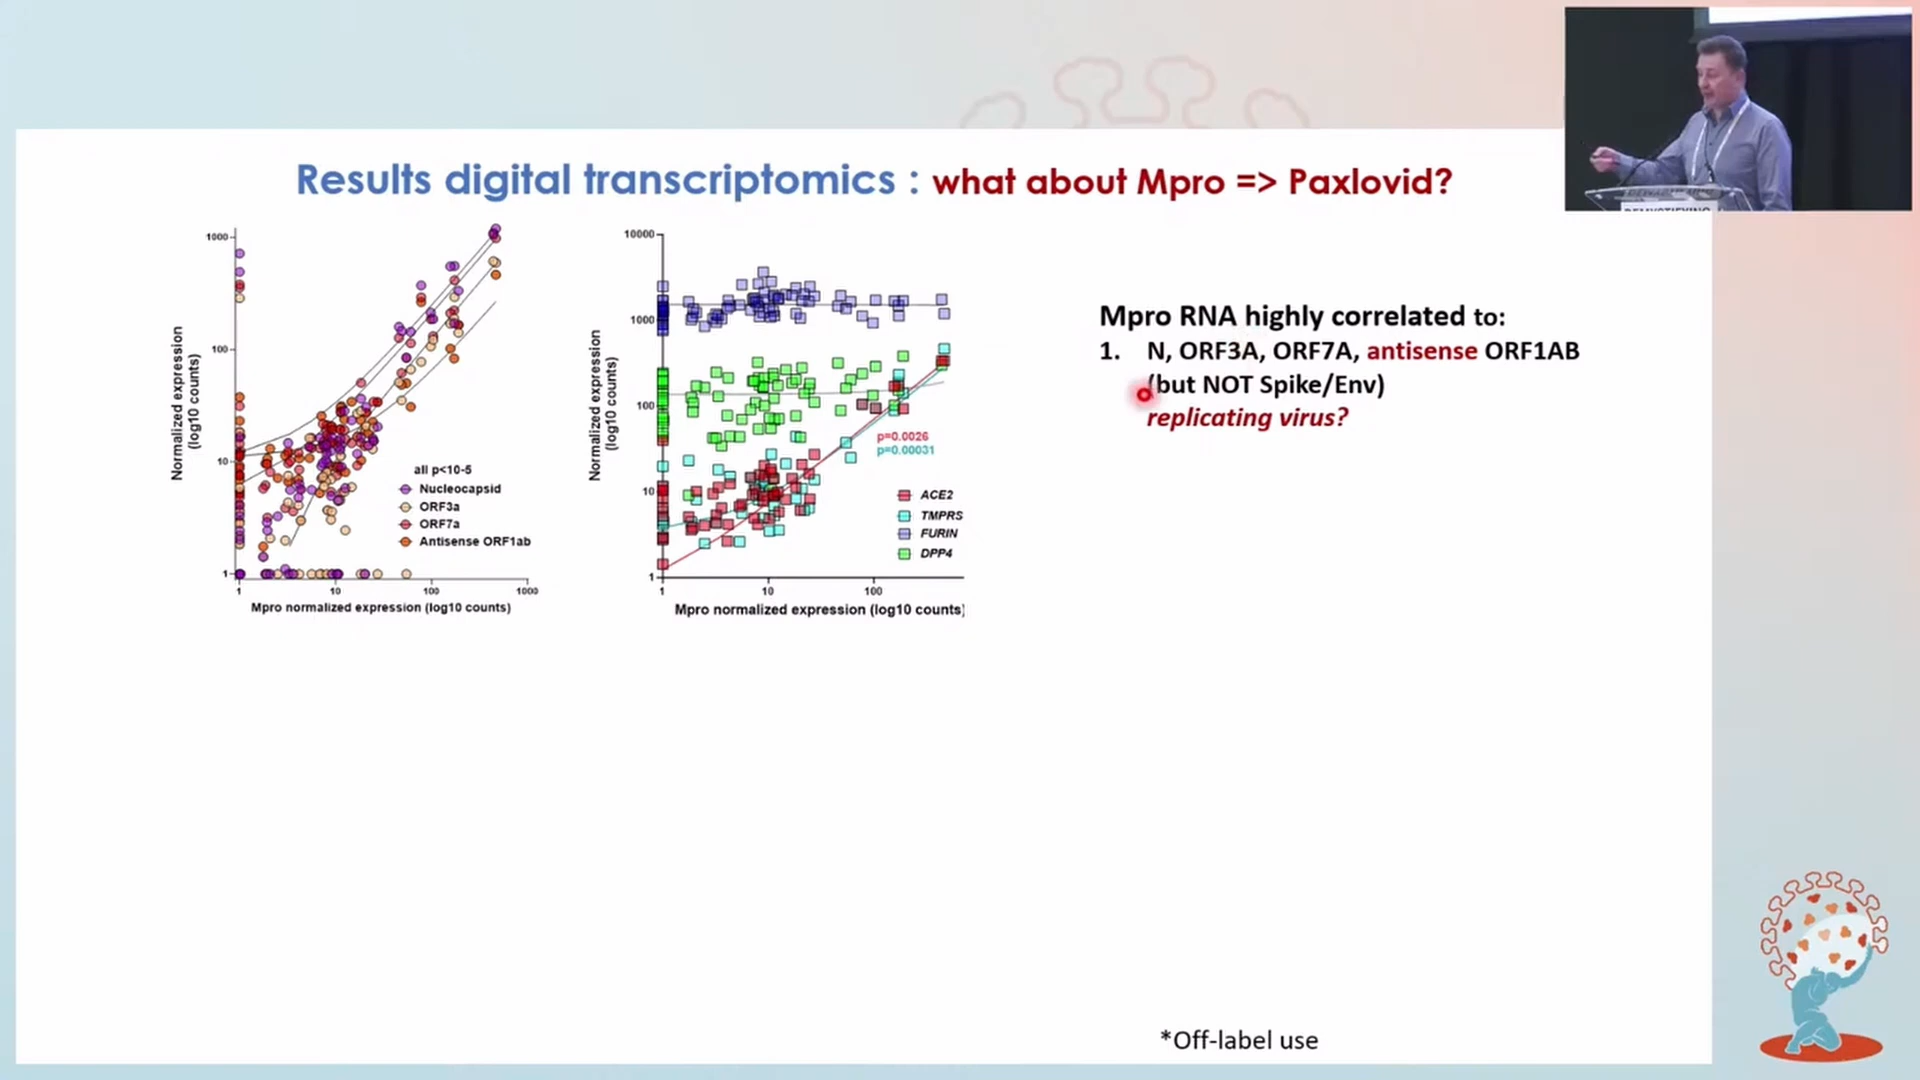 Results digital transcriptomics : what about Mpro => Paxlovid?
1000
100
10
1
1
10
100
1000
Normalized expression
(log10 counts)
Mpro normalized expression (log10 counts)
all p<10-5
Nucleocapsid
ORF3a
ORF7a
Antisense ORF1ab
10000
1000
100
10
1
1
10
100
Normalized expression
(log10 counts)
Mpro normalized expression (log10 counts)
p=0.0026
p=0.00031
ACE2
TMPRS
FURIN
DPP4
Mpro RNA highly correlated to:
1. N, ORF3A, ORF7A, antisense ORF1AB
(but NOT Spike/Env)
replicating virus?
*Off-label use
DEMYSTIFYING